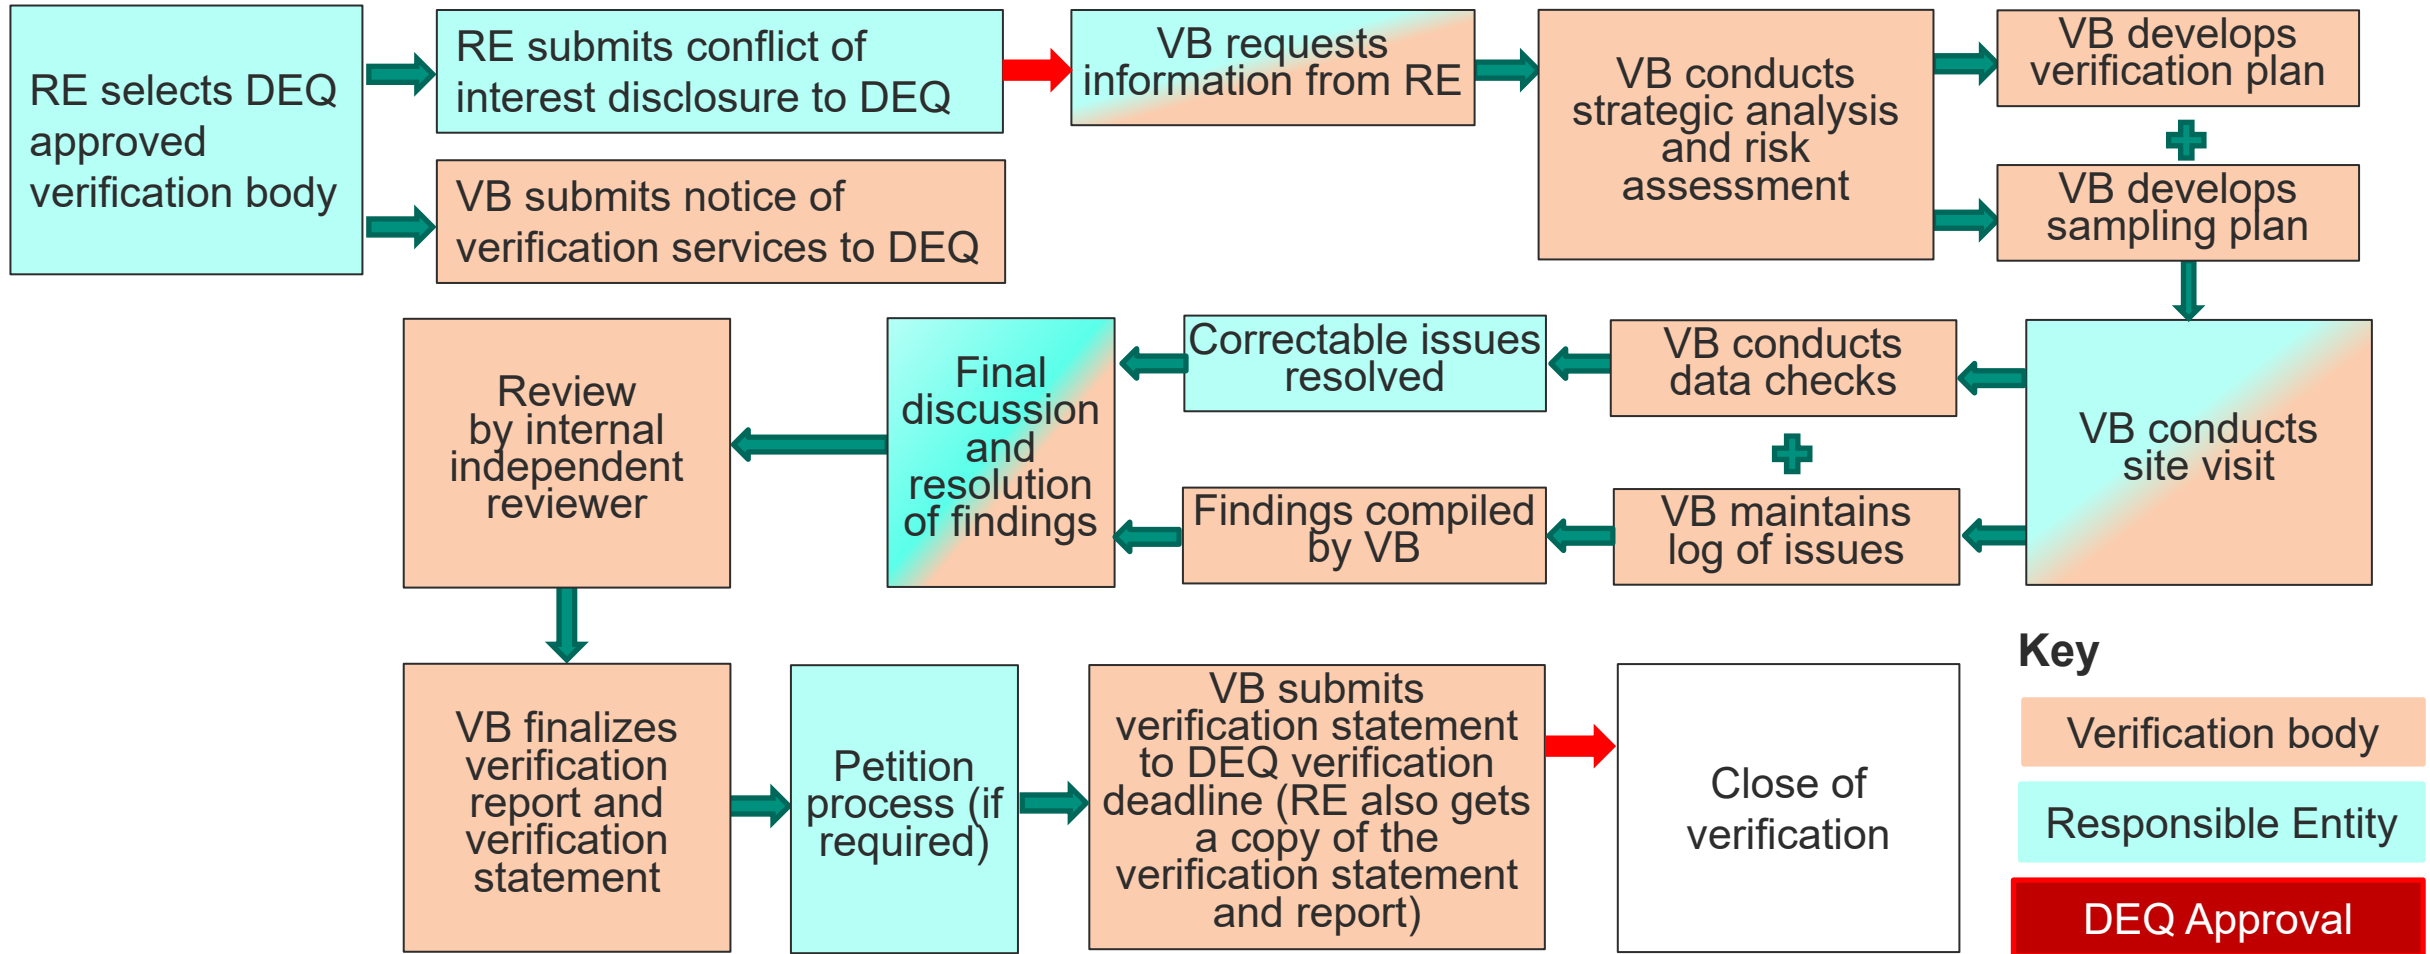 RE selects DEQ
approved
verification body
RE submits conflict of
interest disclosure to DEQ
VB submits notice of
verification services to DEQ
VB requests
information from RE
VB conducts
strategic analysis
and risk
assessment
VB develops
verification plan
VB develops
sampling plan
VB conducts
site visit
VB conducts
data checks
VB maintains
log of issues
Correctable issues
resolved
Findings compiled
by VB
Final
discussion
and
resolution
of findings
Review
by internal
independent
reviewer
VB finalizes
verification
report and
verification
statement
Petition
process (if
required)
VB submits
verification statement
to DEQ verification
deadline (RE also gets
a copy of the
verification statement
and report)
Close of
verification
Key
Verification body
Responsible Entity
DEQ Approval